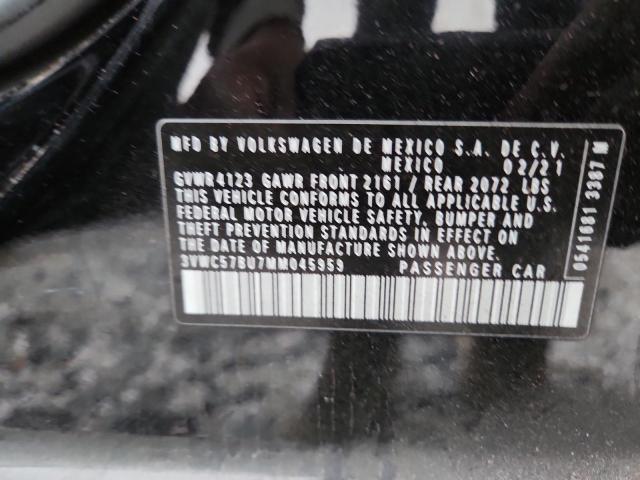 MFD BY VOLKSWAGEN DE MEXICO S.A. DE C.V.
MEXICO 02/21
GVWR 4123 GAWR FRONT 2161 / REAR 2072 LBS
THIS VEHICLE CONFORMS TO ALL APPLICABLE U.S.
FEDERAL MOTOR VEHICLE SAFETY, BUMPER AND
THEFT PREVENTION STANDARDS IN EFFECT ON
THE DATE OF MANUFACTURE SHOWN ABOVE.
3VWC57BU7MM045959 PASSENGER CAR
0541661 3387 M